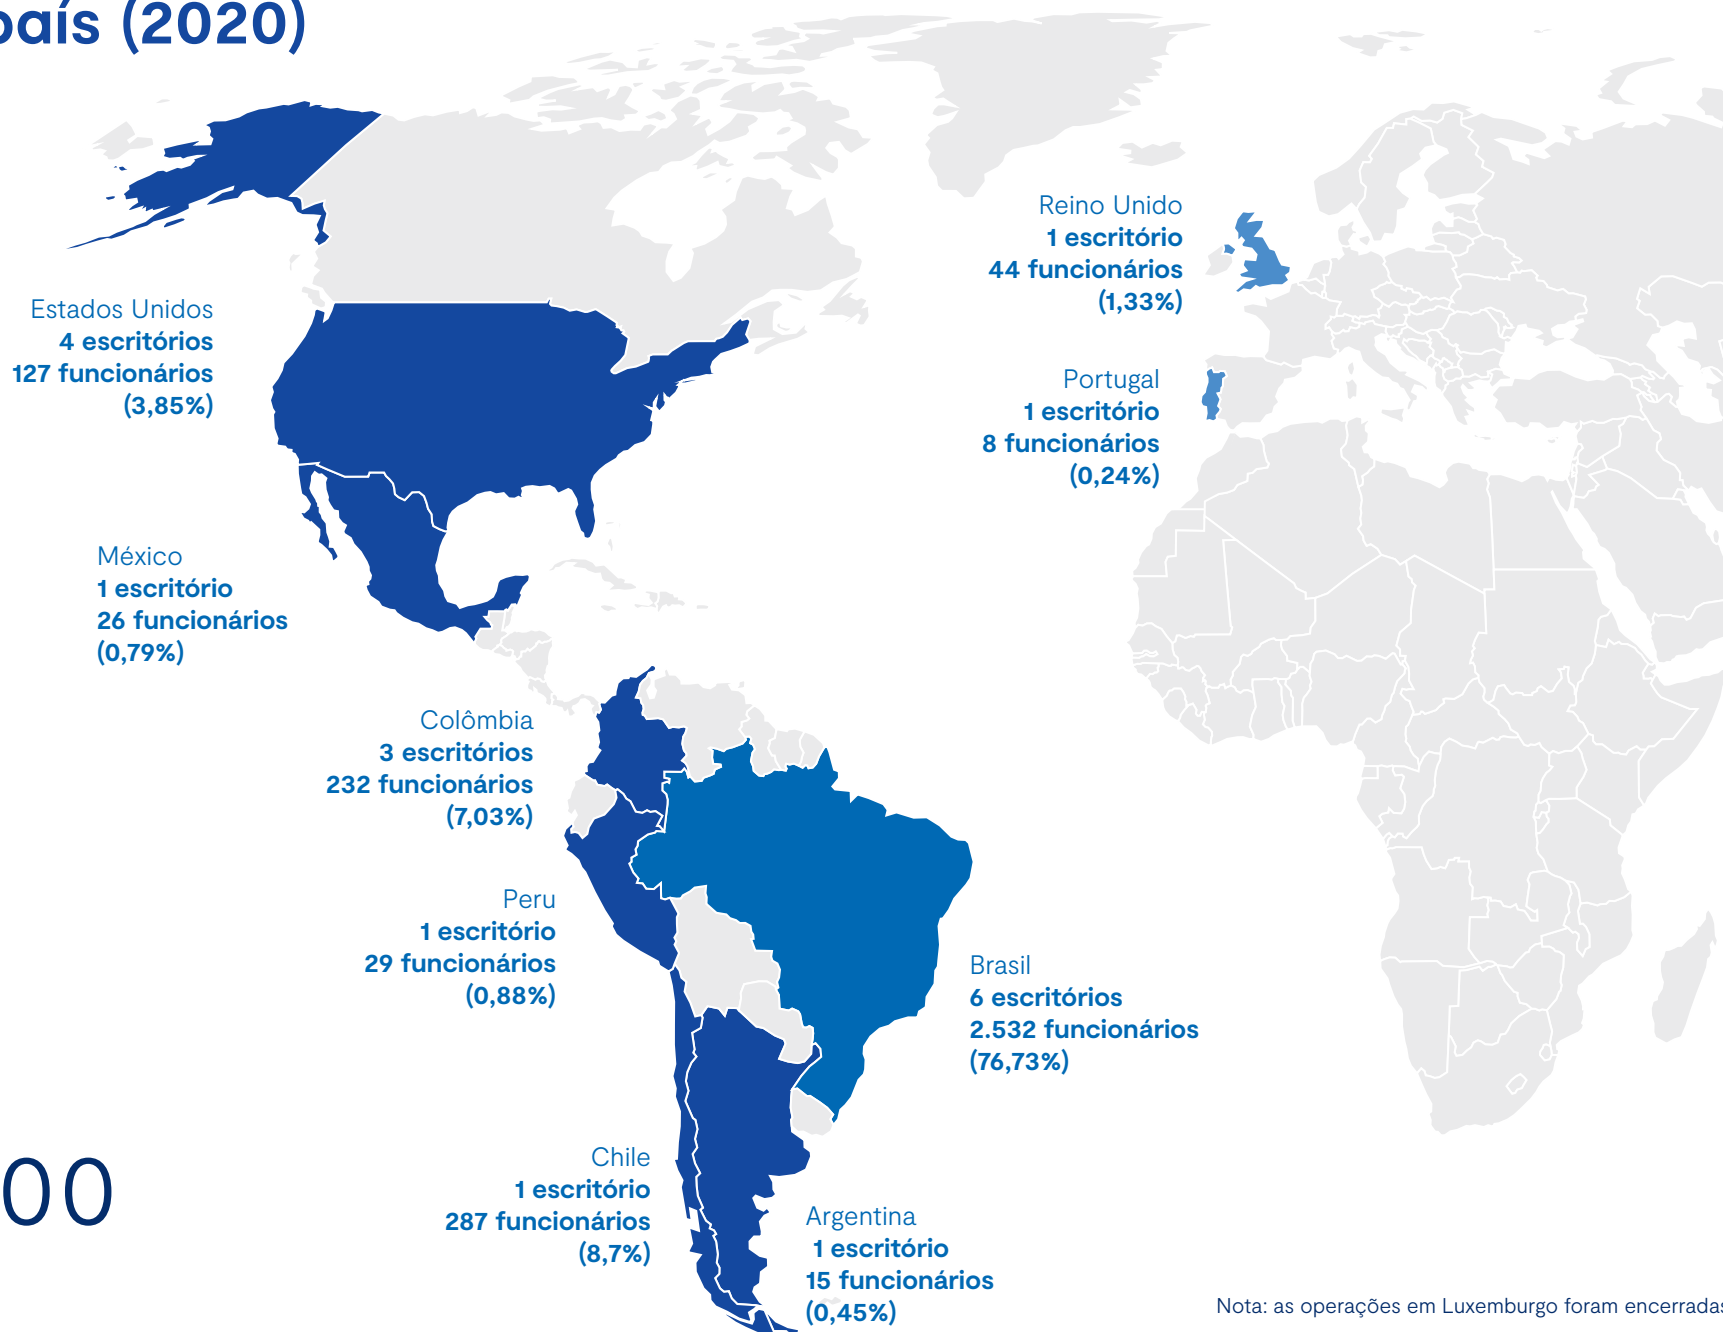 país (2020)
Estados Unidos
4 escritórios
127 funcionários
(3,85%)
México
1 escritório
26 funcionários
(0,79%)
Colômbia
3 escritórios
232 funcionários
(7,03%)
Peru
1 escritório
29 funcionários
(0,88%)
Chile
1 escritório
287 funcionários
(8,7%)
Argentina
1 escritório
15 funcionários
(0,45%)
Brasil
6 escritórios
2.532 funcionários
(76,73%)
Reino Unido
1 escritório
44 funcionários
(1,33%)
Portugal
1 escritório
8 funcionários
(0,24%)
00
Nota: as operações em Luxemburgo foram encerradas